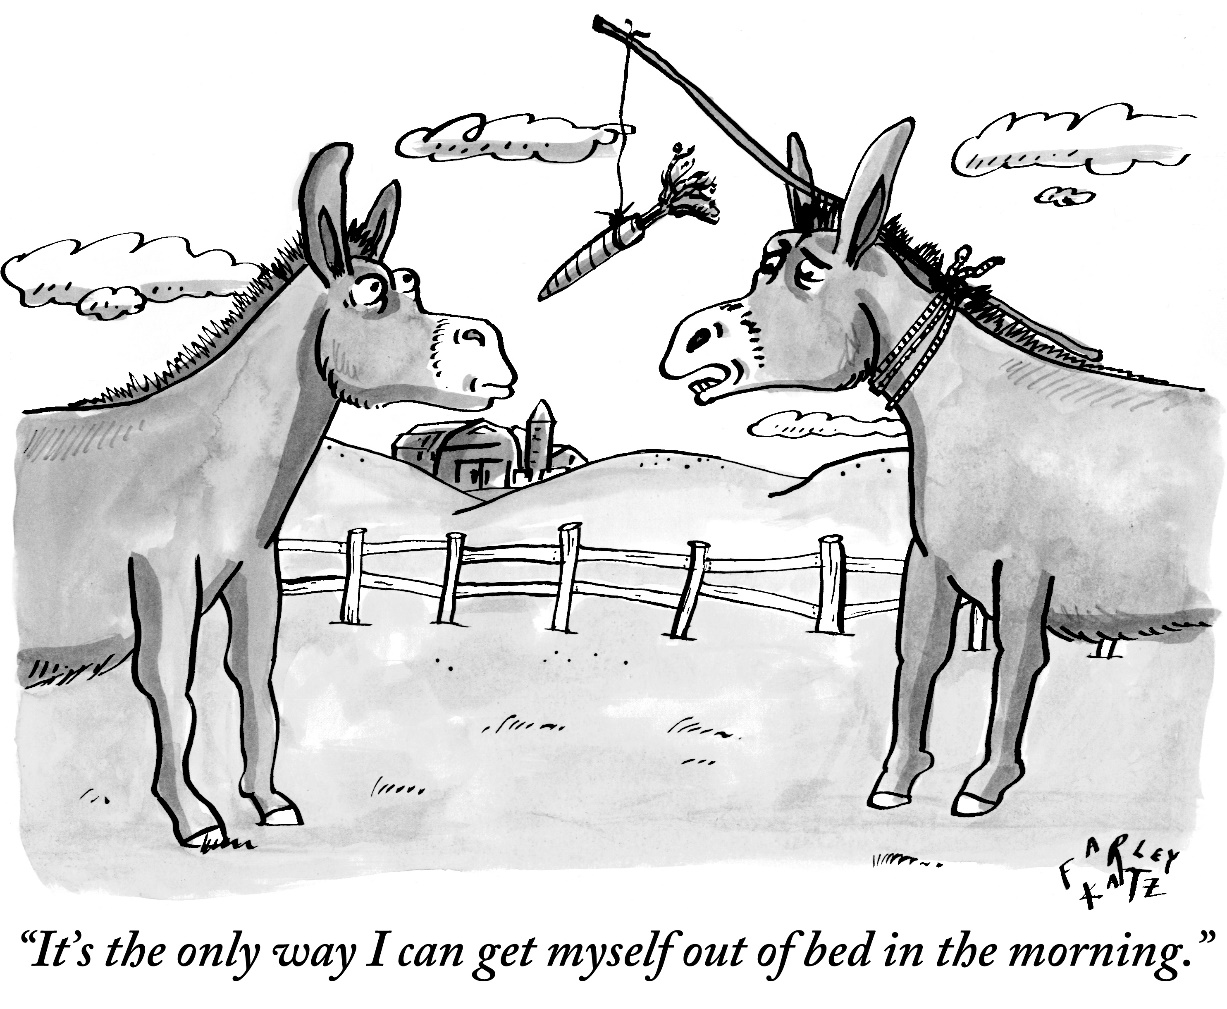 FARLEY
KATZ
“It’s the only way I can get myself out of bed in the morning.”